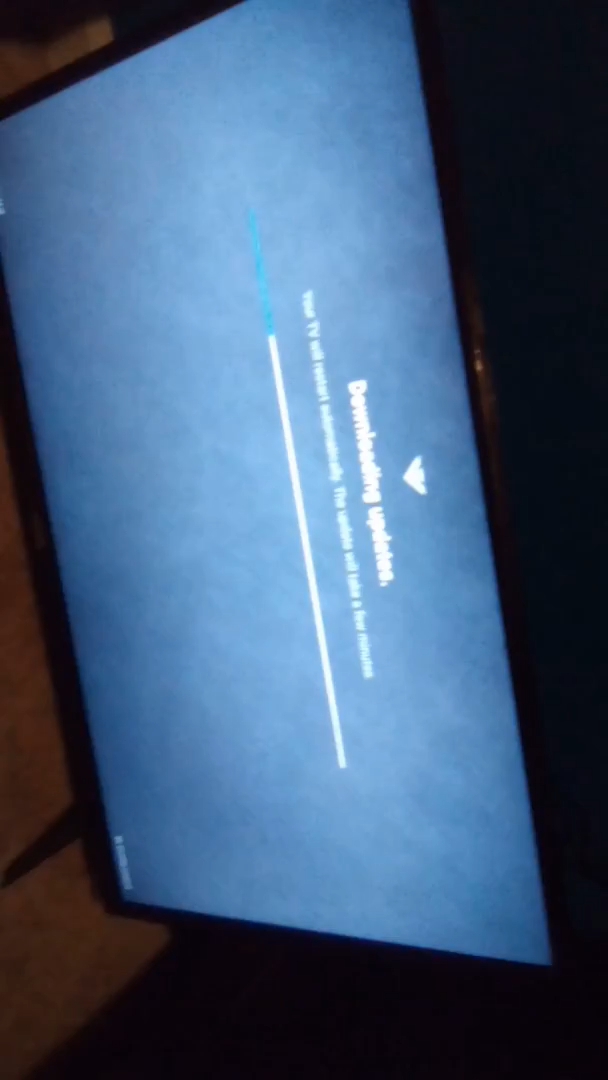 Downloading updates.
Your TV will restart automatically. The update will take a few minutes